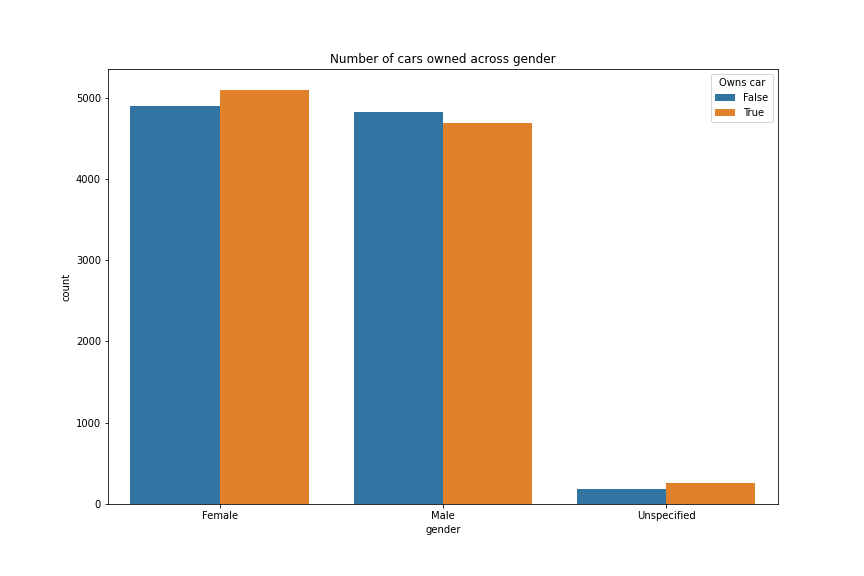 Number of cars owned across gender
Owns car
False
True
5000
4000
3000
2000
1000
0
count
Female
Male
Unspecified
gender